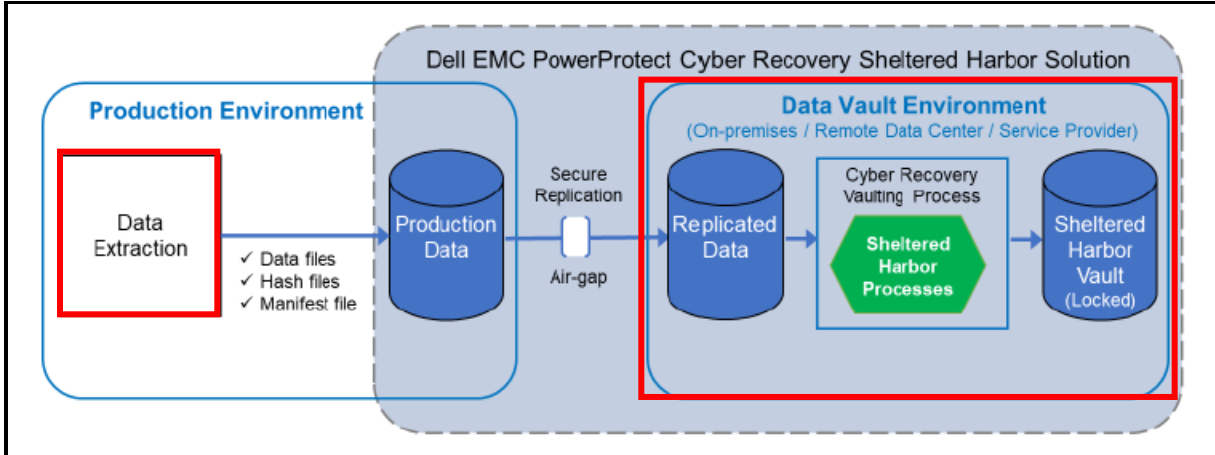 Dell EMC PowerProtect Cyber Recovery Sheltered Harbor Solution
Production Environment
Data Extraction
✓ Data files
✓ Hash files
✓ Manifest file
Production
Data
Secure
Replication
Air-gap
Data Vault Environment
(On-premises / Remote Data Center / Service Provider)
Replicated
Data
Cyber Recovery
Vaulting Process
Sheltered
Harbor
Processes
Sheltered
Harbor
Vault
(Locked)